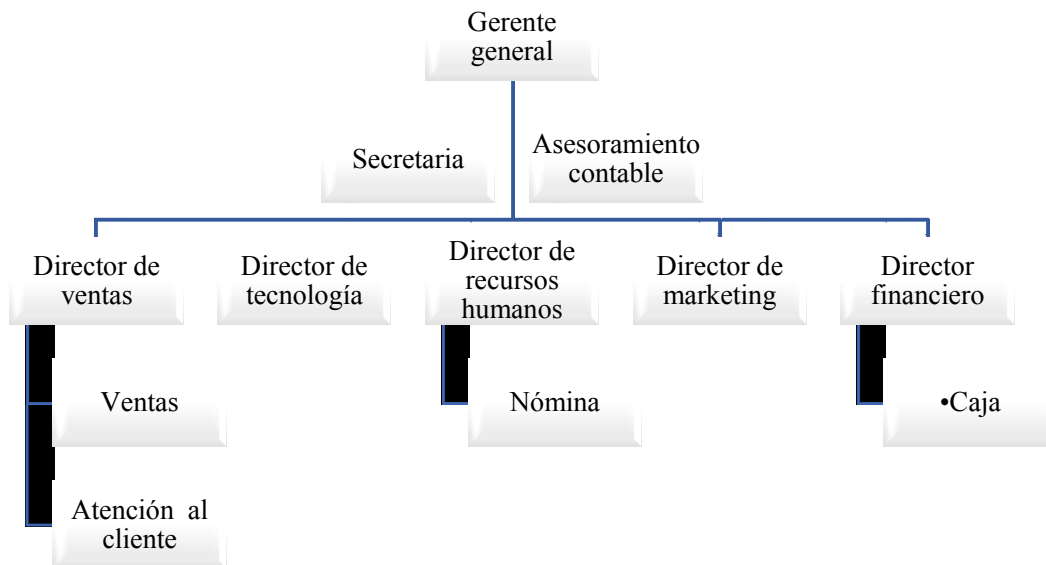 Gerente
general
Secretaria
Asesoramiento
contable
Director de
ventas
Director de
tecnología
Director de
recursos
humanos
Director de
marketing
Director
financiero
Ventas
Nómina
•Caja
Atención al
cliente